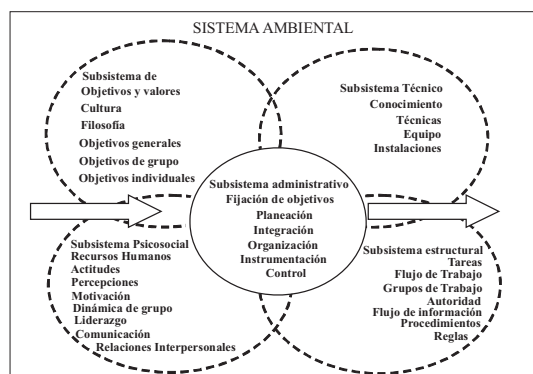 SISTEMA AMBIENTAL
Subsistema de
Objetivos y valores
Cultura
Filosofía
Objetivos generales
Objetivos de grupo
Objetivos individuales
Subsistema Técnico
Conocimiento
Técnicas
Equipo
Instalaciones
Subsistema administrativo
Fijación de objetivos
Planeación
Integración
Organización
Instrumentación
Control
Subsistema Psicosocial
Recursos Humanos
Actitudes
Percepciones
Motivación
Dinámica de grupo
Liderazgo
Comunicación
Relaciones Interpersonales
Subsistema estructural
Tareas
Flujo de Trabajo
Grupos de Trabajo
Autoridad
Flujo de información
Procedimientos
Reglas